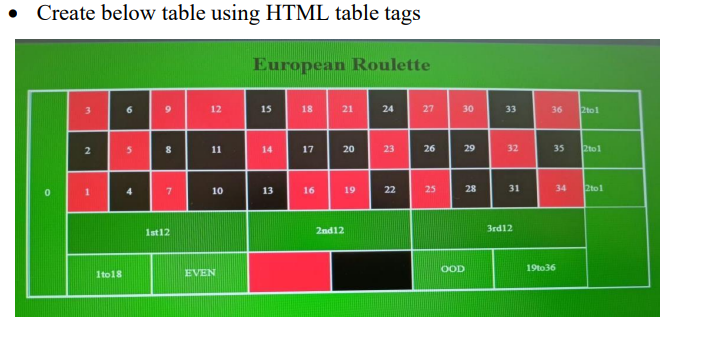 • Create below table using HTML table tags
European Roulette
3 6 9 12 15 18 21 24 27 30 33 36 2to1
2 5 8 11 14 17 20 23 26 29 32 35 2to1
0 1 4 7 10 13 16 19 22 25 28 31 34 2to1
1st12 2nd12 3rd12
1to18 EVEN OOD 19to36